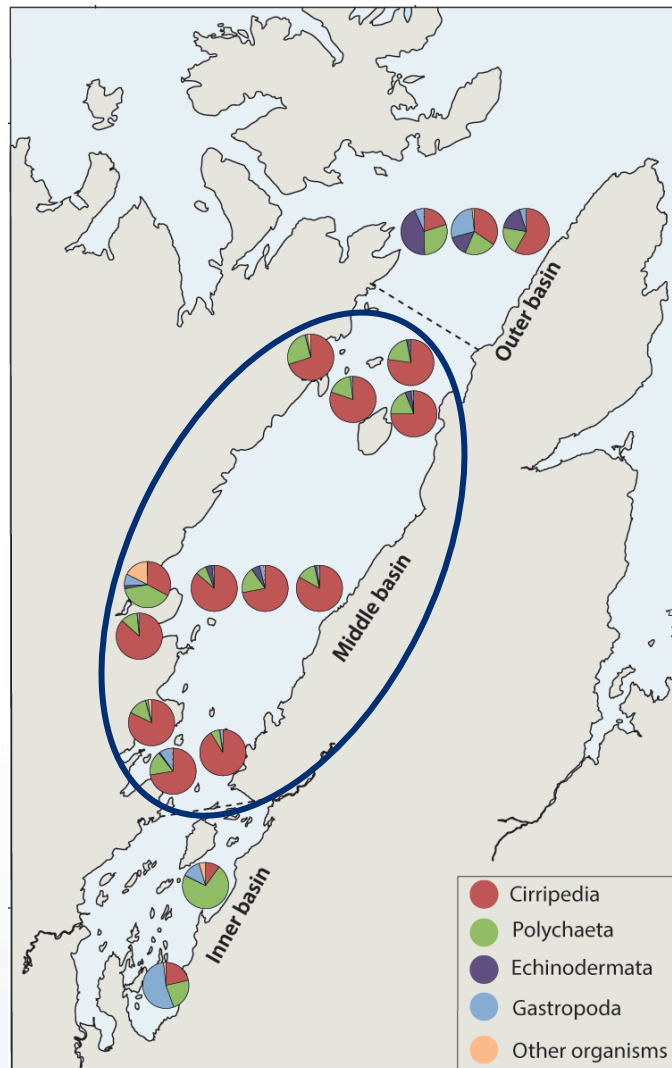 Outer basin
Middle basin
Inner basin
Cirripedia
Polychaeta
Echinodermata
Gastropoda
Other organisms